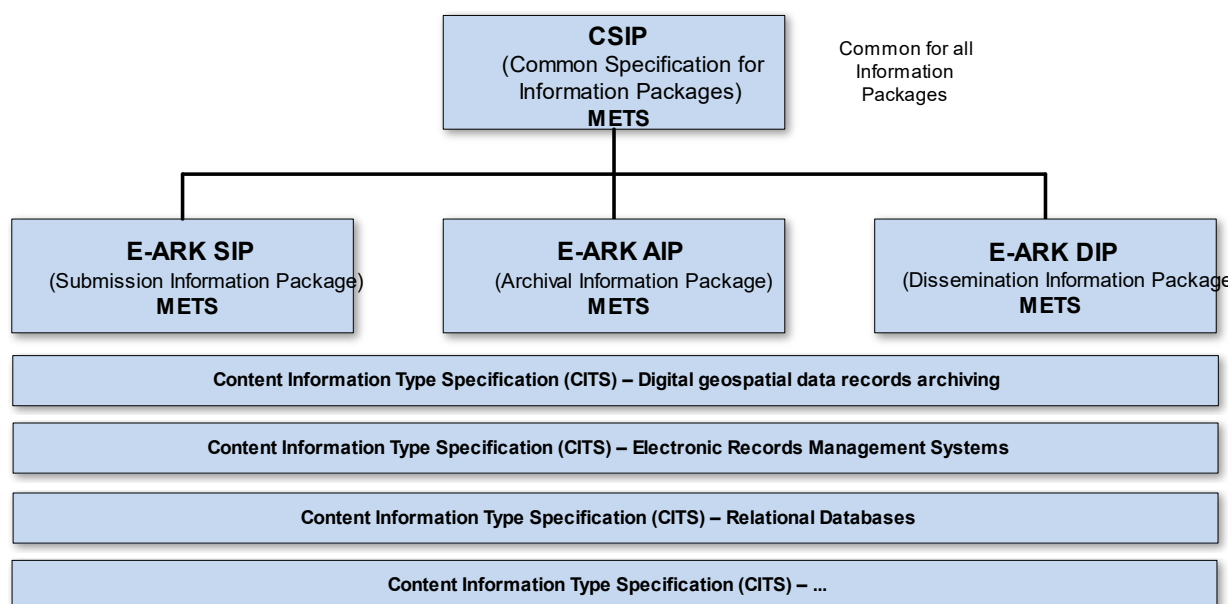 CSIP
(Common Specification for
Information Packages)
METS
Common for all
Information
Packages
E-ARK SIP
(Submission Information Package)
METS
E-ARK AIP
(Archival Information Package)
METS
E-ARK DIP
(Dissemination Information Package
METS
Content Information Type Specification (CITS) – Digital geospatial data records archiving
Content Information Type Specification (CITS) – Electronic Records Management Systems
Content Information Type Specification (CITS) – Relational Databases
Content Information Type Specification (CITS) – ...